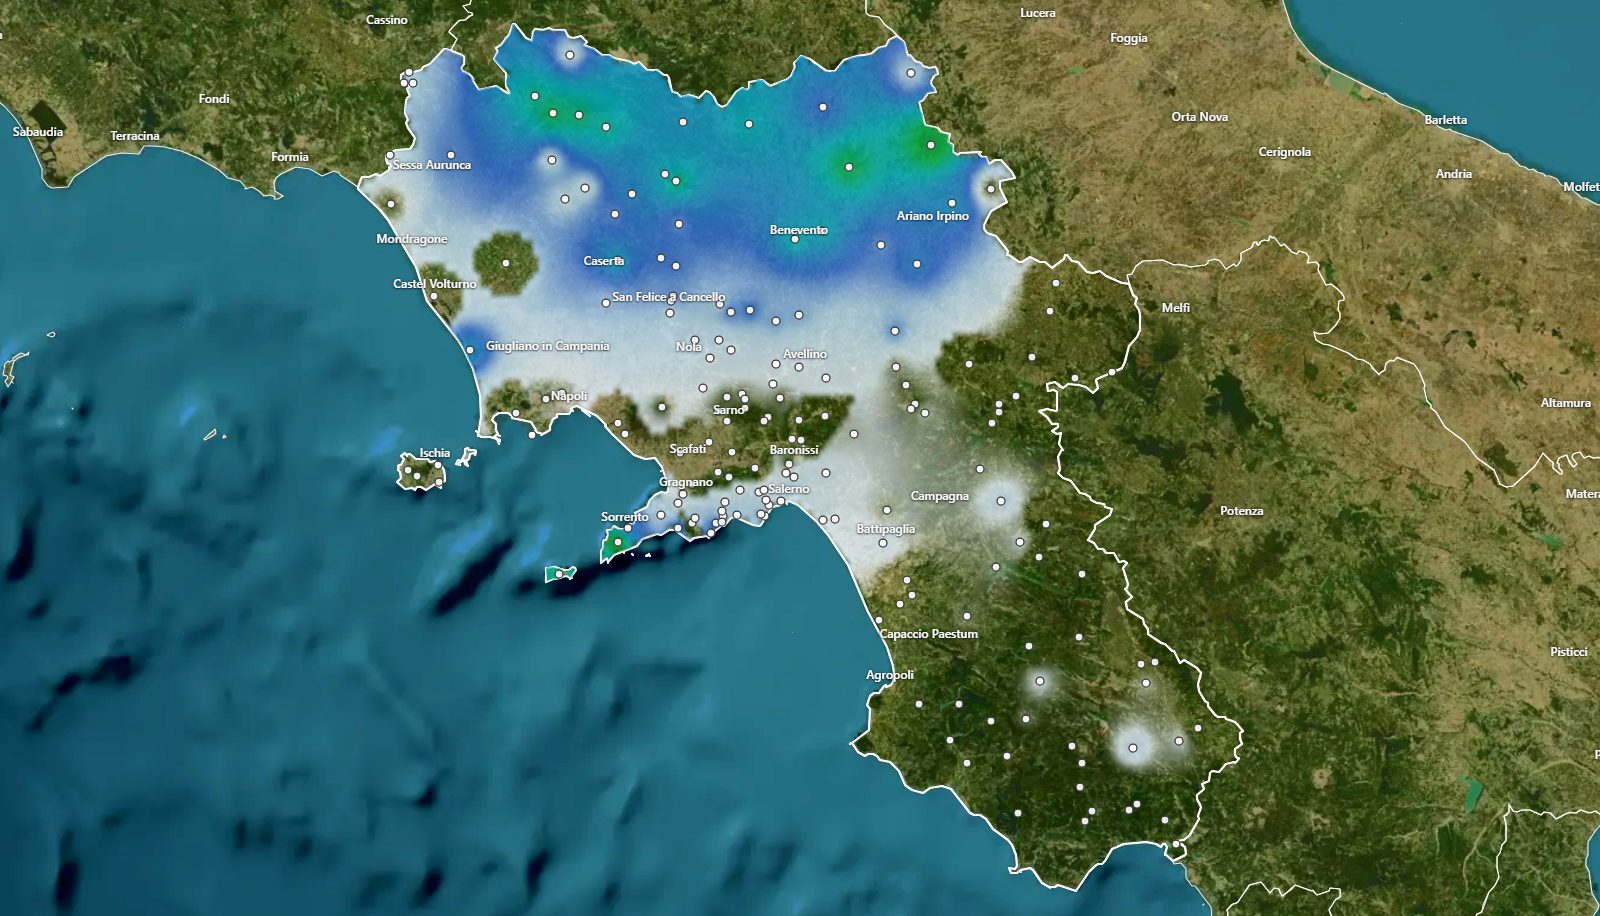 Cassino
Lucera
Foggia
Fondi
Orta Nova
Barletta
Sabaudia
Terracina
Formia
Cerignola
Andria
Sessa Aurunca
Molfet
Ariano Irpino
Mondragone
Benevento
Caserta
Castel Volturno
San Felice a Cancello
Melfi
Giugliano in Campania
Nola
Avellino
Napoli
Sarno
Altamura
Scafati
Baronissi
Ischia
Gragnano
Salerno
Campagna
Matera
Sorrento
Battipaglia
Potenza
Capaccio Paestum
Pisticci
Agropoli